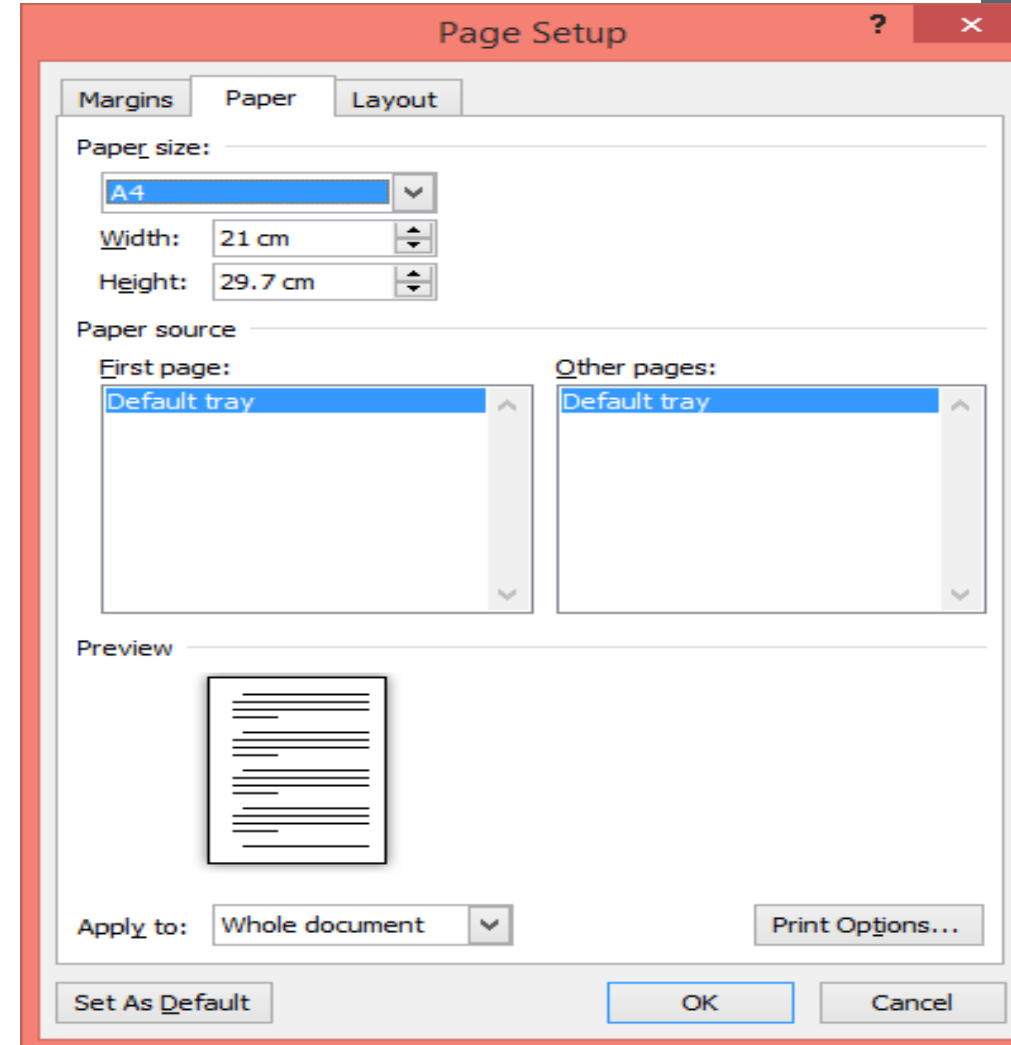 Page Setup ?
Margins Paper Layout
Paper size:
A4
Width: 21 cm
Height: 29.7 cm
Paper source
First page: Other pages:
Default tray Default tray
Preview
Apply to: Whole document Print Options...
Set As Default OK Cancel